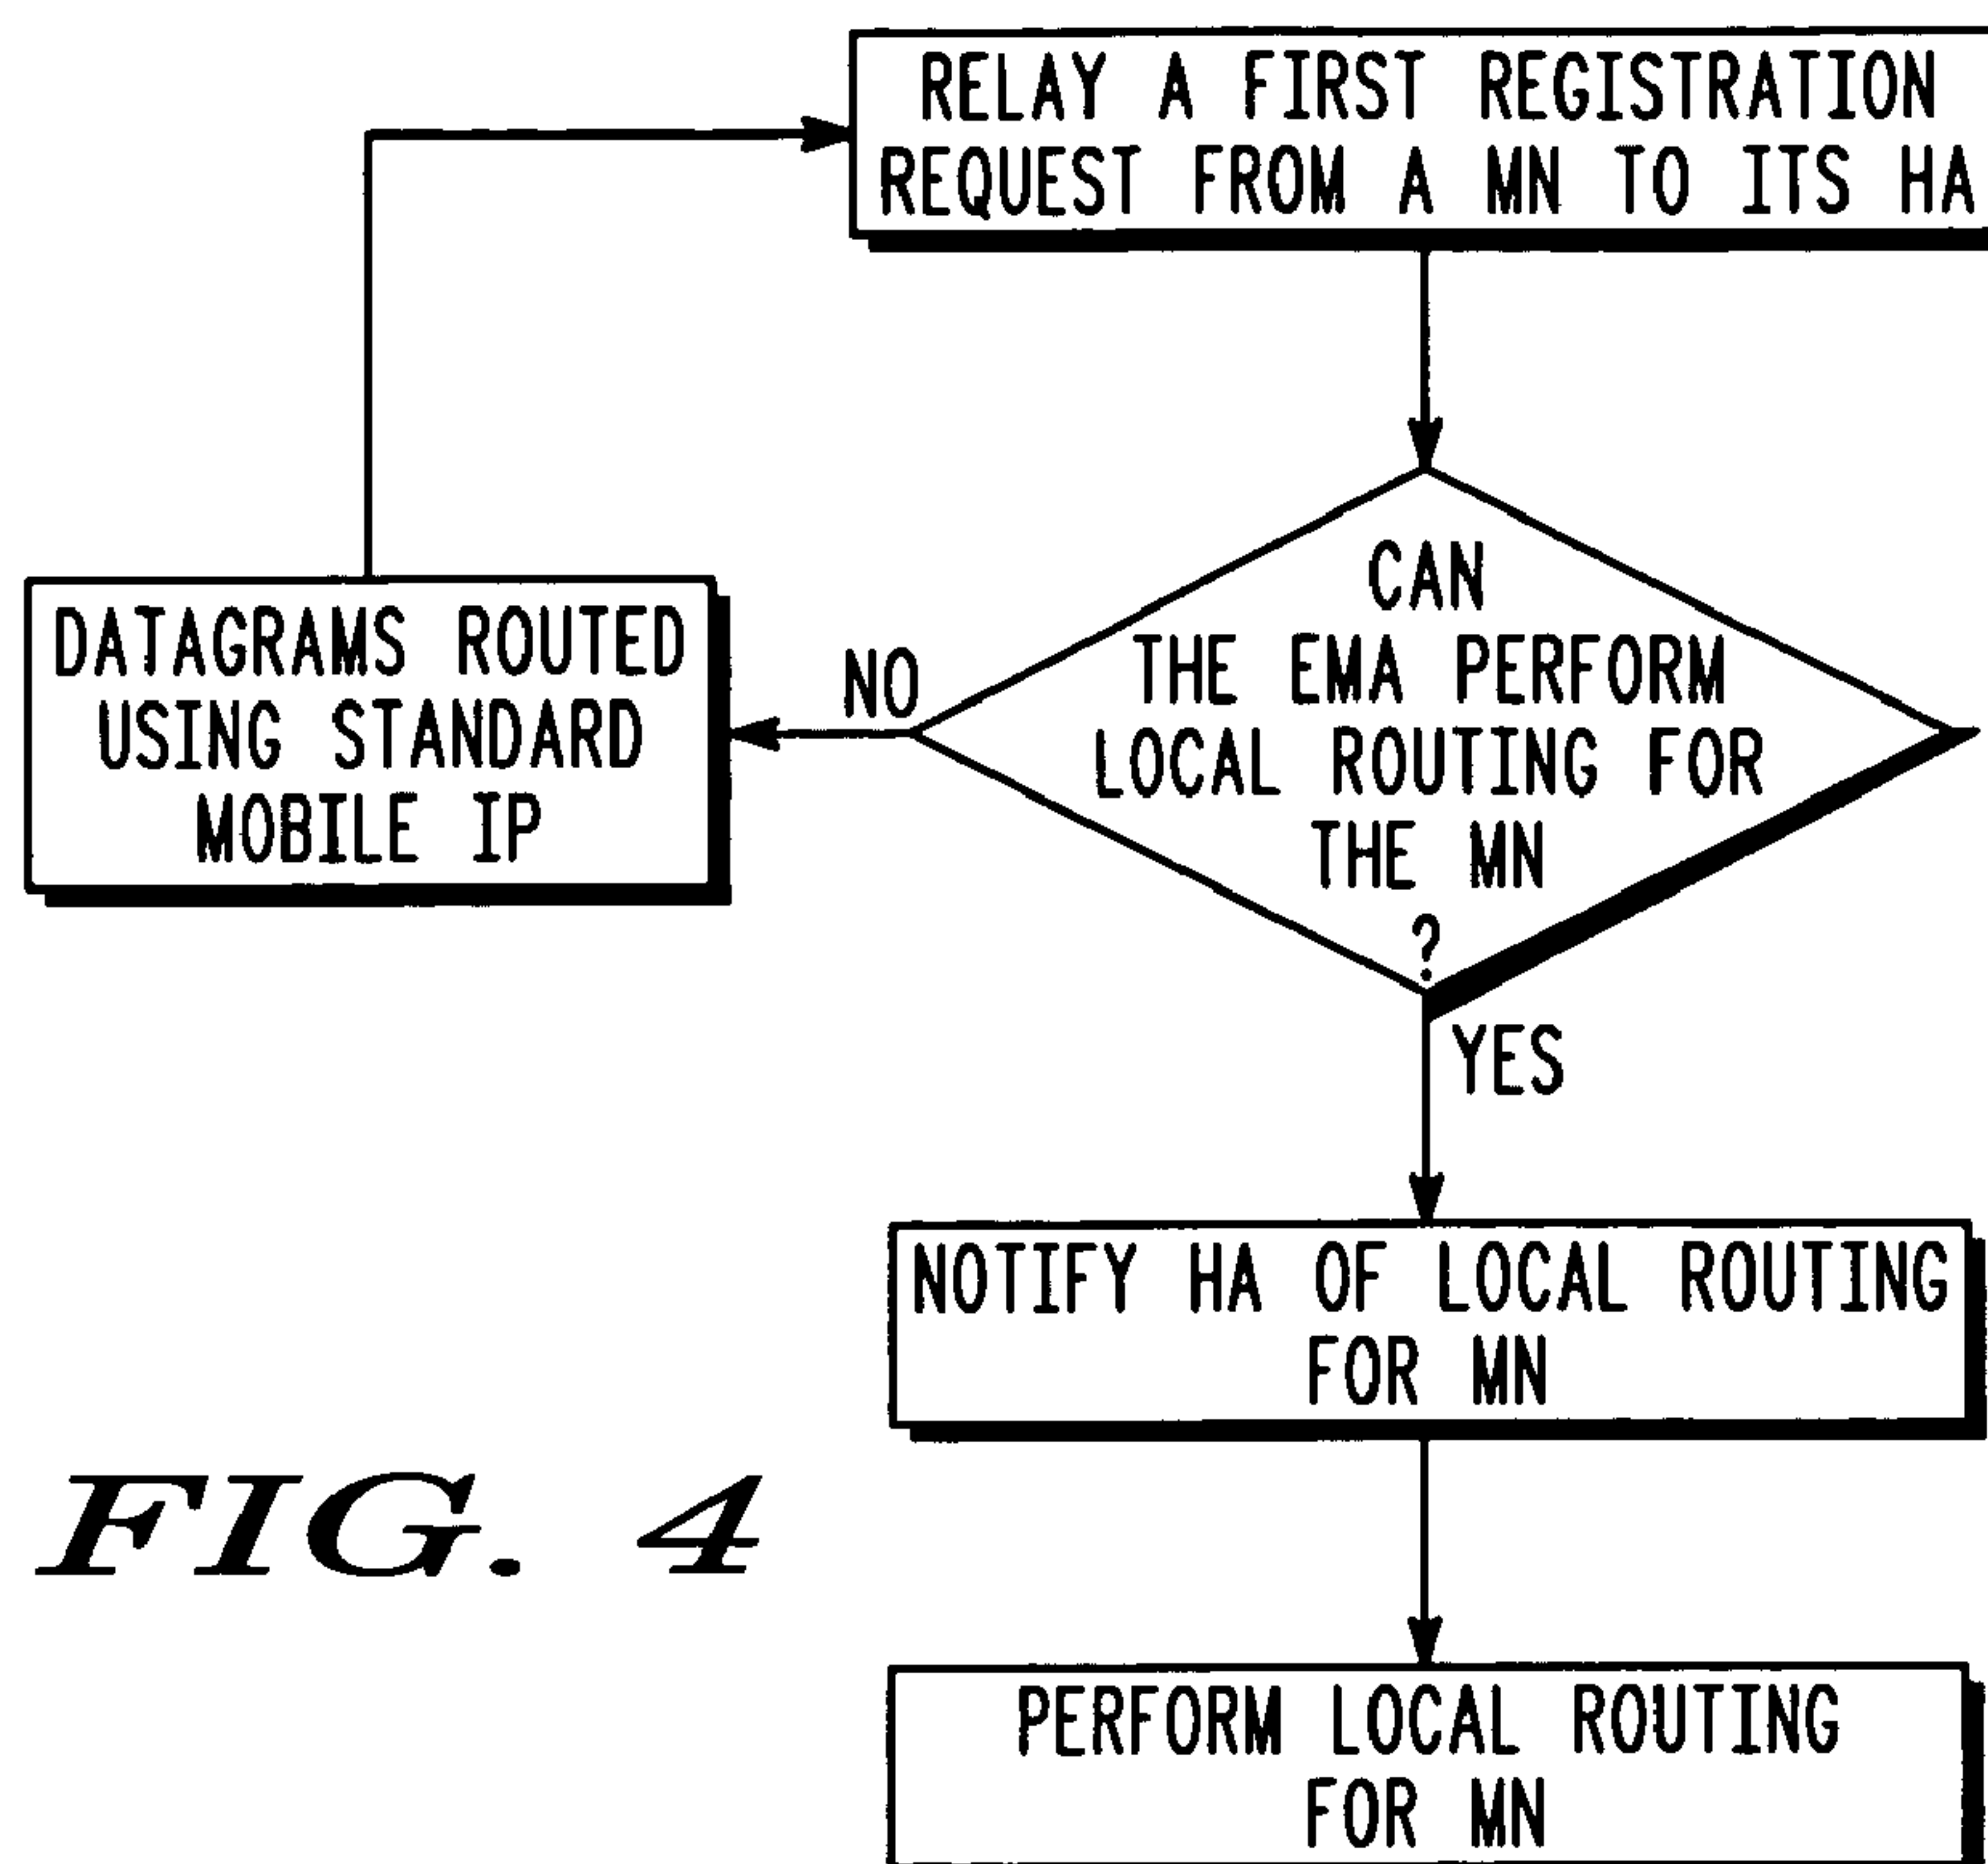 RELAY A FIRST REGISTRATION
REQUEST FROM A MN TO ITS HA
CAN
THE EMA PERFORM
LOCAL ROUTING FOR
THE MN
?
NO
DATAGRAMS ROUTED
USING STANDARD
MOBILE IP
YES
NOTIFY HA OF LOCAL ROUTING
FOR MN
PERFORM LOCAL ROUTING
FOR MN
FIG. 4